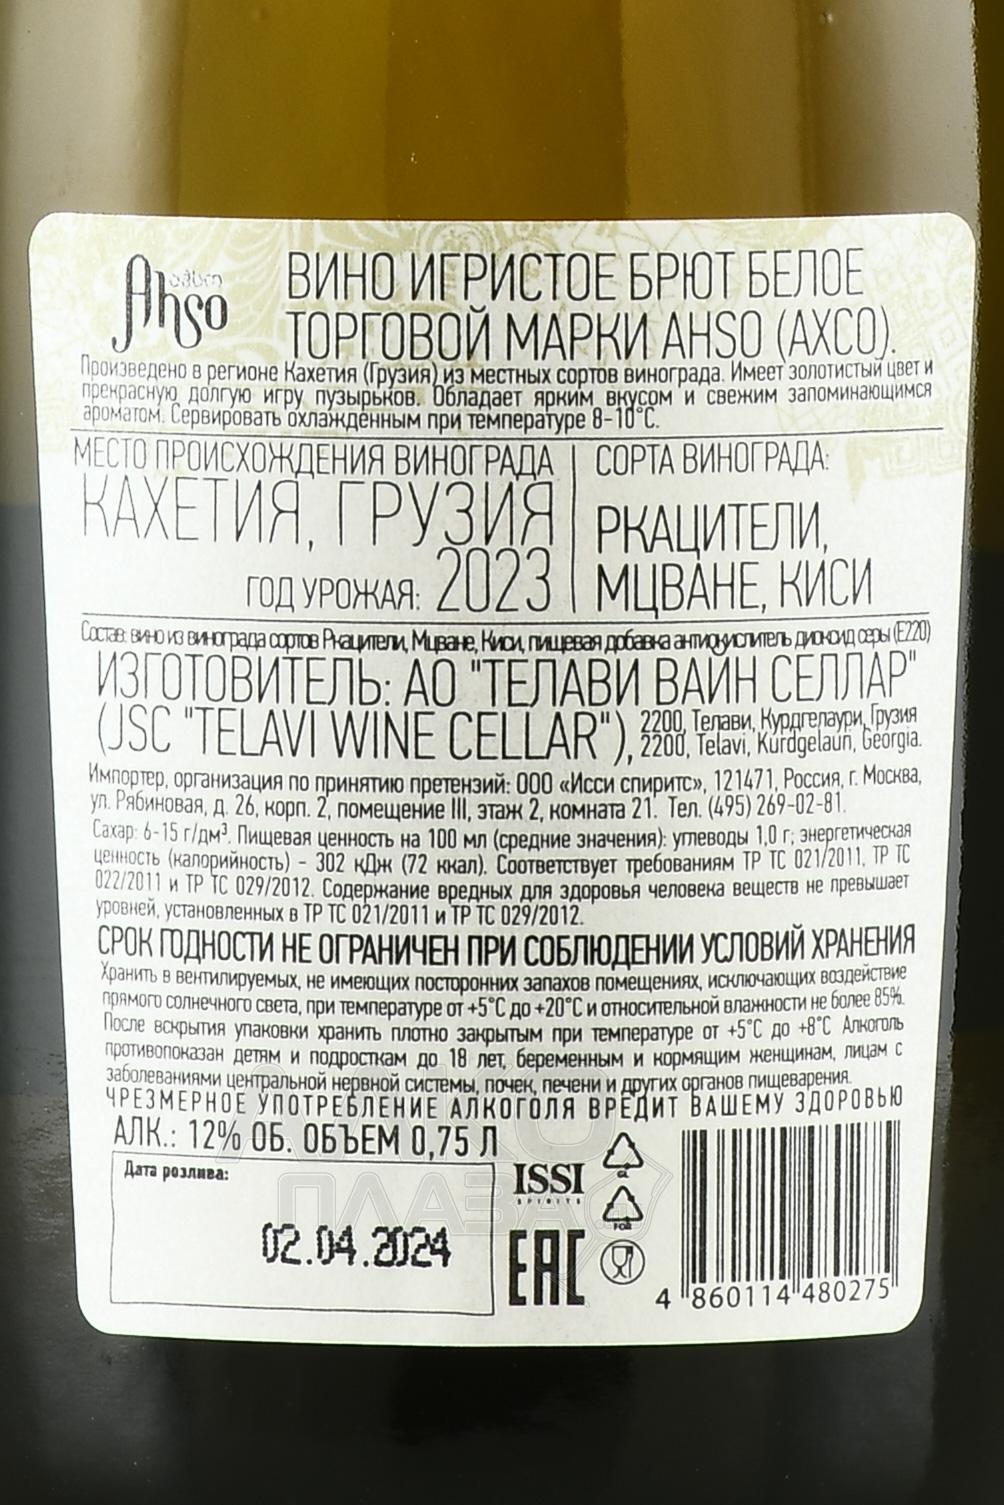 Ahso
ВИНО ИГРИСТОЕ БРЮТ БЕЛОЕ
ТОРГОВОЙ МАРКИ AHSO (АХСО).
Произведено в регионе Кахетия (Грузия) из местных сортов винограда. Имеет золотистый цвет и
прекрасную долгую игру пузырьков. Обладает ярким вкусом и свежим запоминающимся
ароматом. Сервировать охлажденным при температуре 8-10°С.
МЕСТО ПРОИСХОЖДЕНИЯ ВИНОГРАДА
КАХЕТИЯ, ГРУЗИЯ
ГОД УРОЖАЯ: 2023
СОРТА ВИНОГРАДА:
РКАЦИТЕЛИ,
МЦВАНЕ, КИСИ
Состав: вино из винограда сортов Ркацители, Мцване, Киси, пищевая добавка антиокислитель диоксид серы (Е220)
ИЗГОТОВИТЕЛЬ: АО "ТЕЛАВИ ВАЙН СЕЛЛАР"
(JSC "TELAVI WINE CELLAR"), 2200, Телави, Курдгелаури, Грузия
2200, Telavi, Kurdgelauri, Georgia.
Импортер, организация по принятию претензий: ООО «Исси спиритс», 121471, Россия, г. Москва,
ул. Рябиновая, д. 26, корп. 2, помещение III, этаж 2, комната 21. Тел. (495) 269-02-81.
Сахар: 6-15 г/дм³. Пищевая ценность на 100 мл (средние значения): углеводы 1,0 г; энергетическая
ценность (калорийность) – 302 кДж (72 ккал). Соответствует требованиям ТР ТС 021/2011, ТР ТС
022/2011 и ТР ТС 029/2012. Содержание вредных для здоровья человека веществ не превышает
уровней, установленных в ТР ТС 021/2011 и ТР ТС 029/2012.
СРОК ГОДНОСТИ НЕ ОГРАНИЧЕН ПРИ СОБЛЮДЕНИИ УСЛОВИЙ ХРАНЕНИЯ
Хранить в вентилируемых, не имеющих посторонних запахов помещениях, исключающих воздействие
прямого солнечного света, при температуре от +5°С до +20°С и относительной влажности не более 85%.
После вскрытия упаковки хранить плотно закрытым при температуре от +5°С до +8°С Алкоголь
противопоказан детям и подросткам до 18 лет, беременным и кормящим женщинам, лицам с
заболеваниями центральной нервной системы, почек, печени и других органов пищеварения.
ЧРЕЗМЕРНОЕ УПОТРЕБЛЕНИЕ АЛКОГОЛЯ ВРЕДИТ ВАШЕМУ ЗДОРОВЬЮ
АЛК.: 12% ОБ. ОБЪЕМ 0,75 Л
Дата розлива:
02.04.2024
ISSI
SPIRITS
EAC
GL
FOR
4 860114 480275
АЛКО
ПЛАЗА